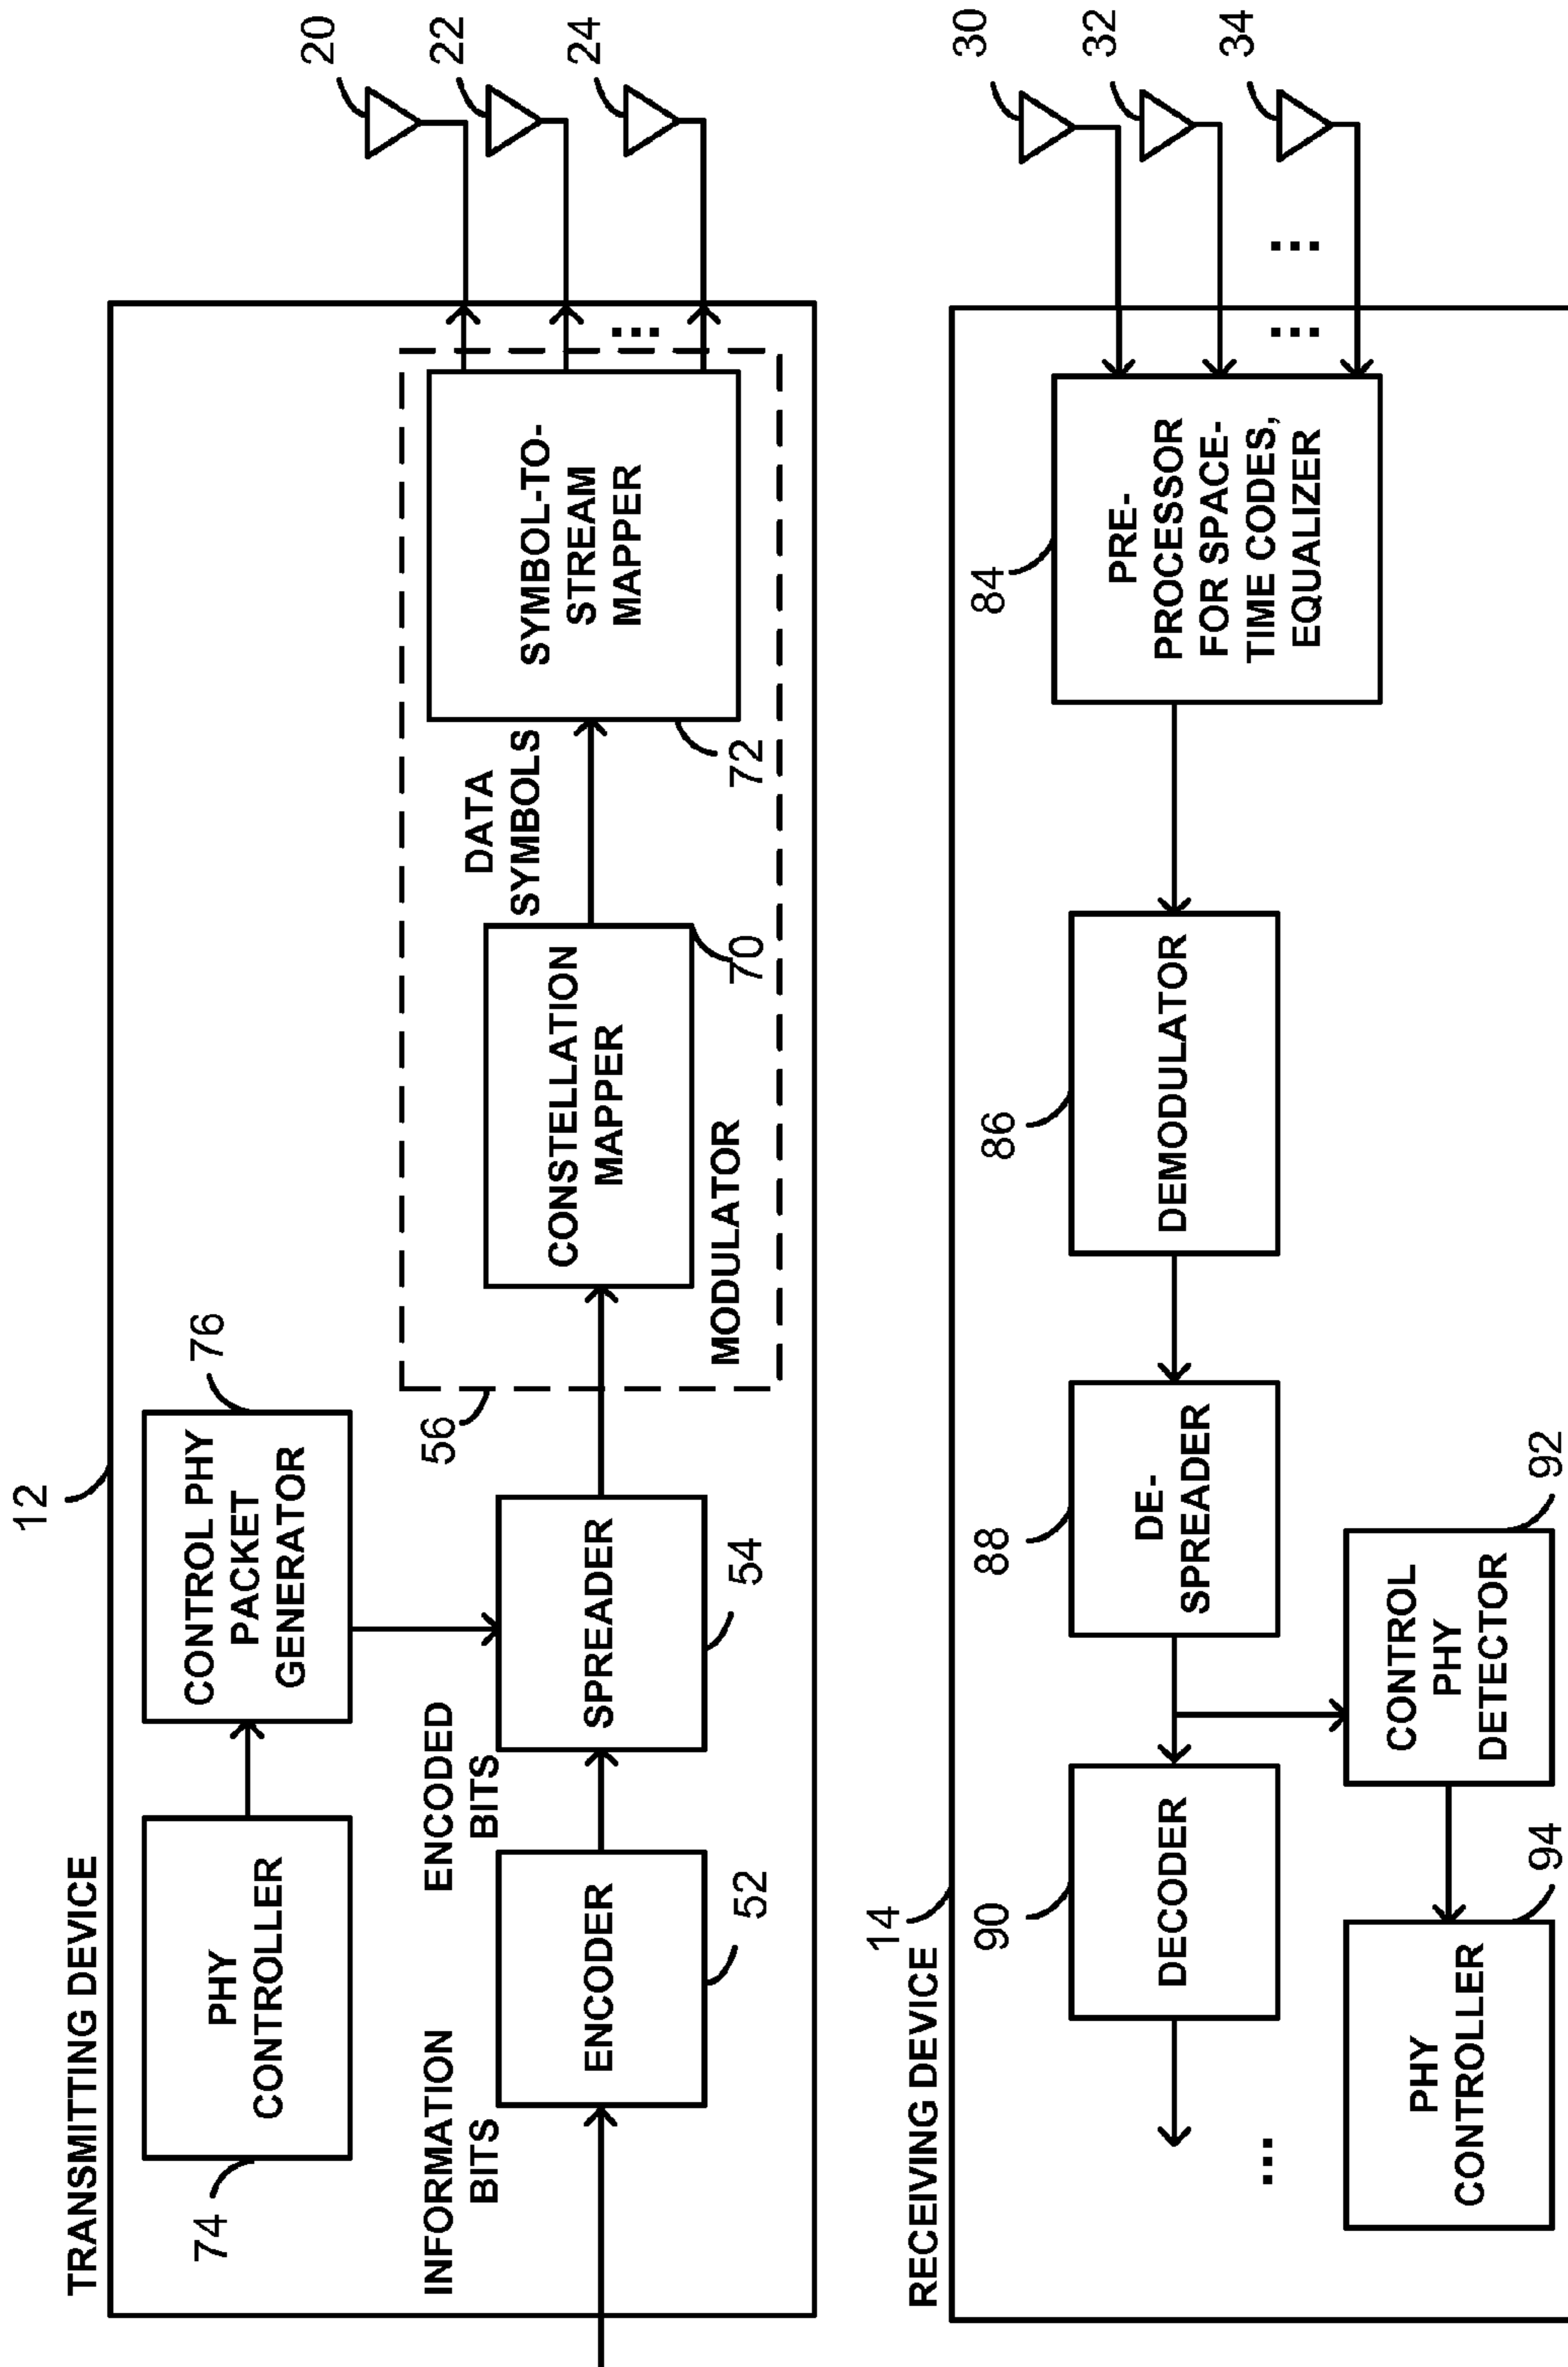 TRANSMITTING DEVICE
12
74
PHY
CONTROLLER
76
CONTROL PHY
PACKET
GENERATOR
INFORMATION
BITS
ENCODER
52
ENCODED
BITS
SPREADER
54
56
CONSTELLATION
MAPPER
70
MODULATOR
DATA
SYMBOLS
SYMBOL-TO-
STREAM
MAPPER
72
...
20
22
24
RECEIVING DEVICE
14
90
DECODER
...
88
DE-
SPREADER
86
DEMODULATOR
84
PRE-
PROCESSOR
FOR SPACE-
TIME CODES,
EQUALIZER
... ...
30
32
34
PHY
CONTROLLER
94
CONTROL
PHY
DETECTOR
92